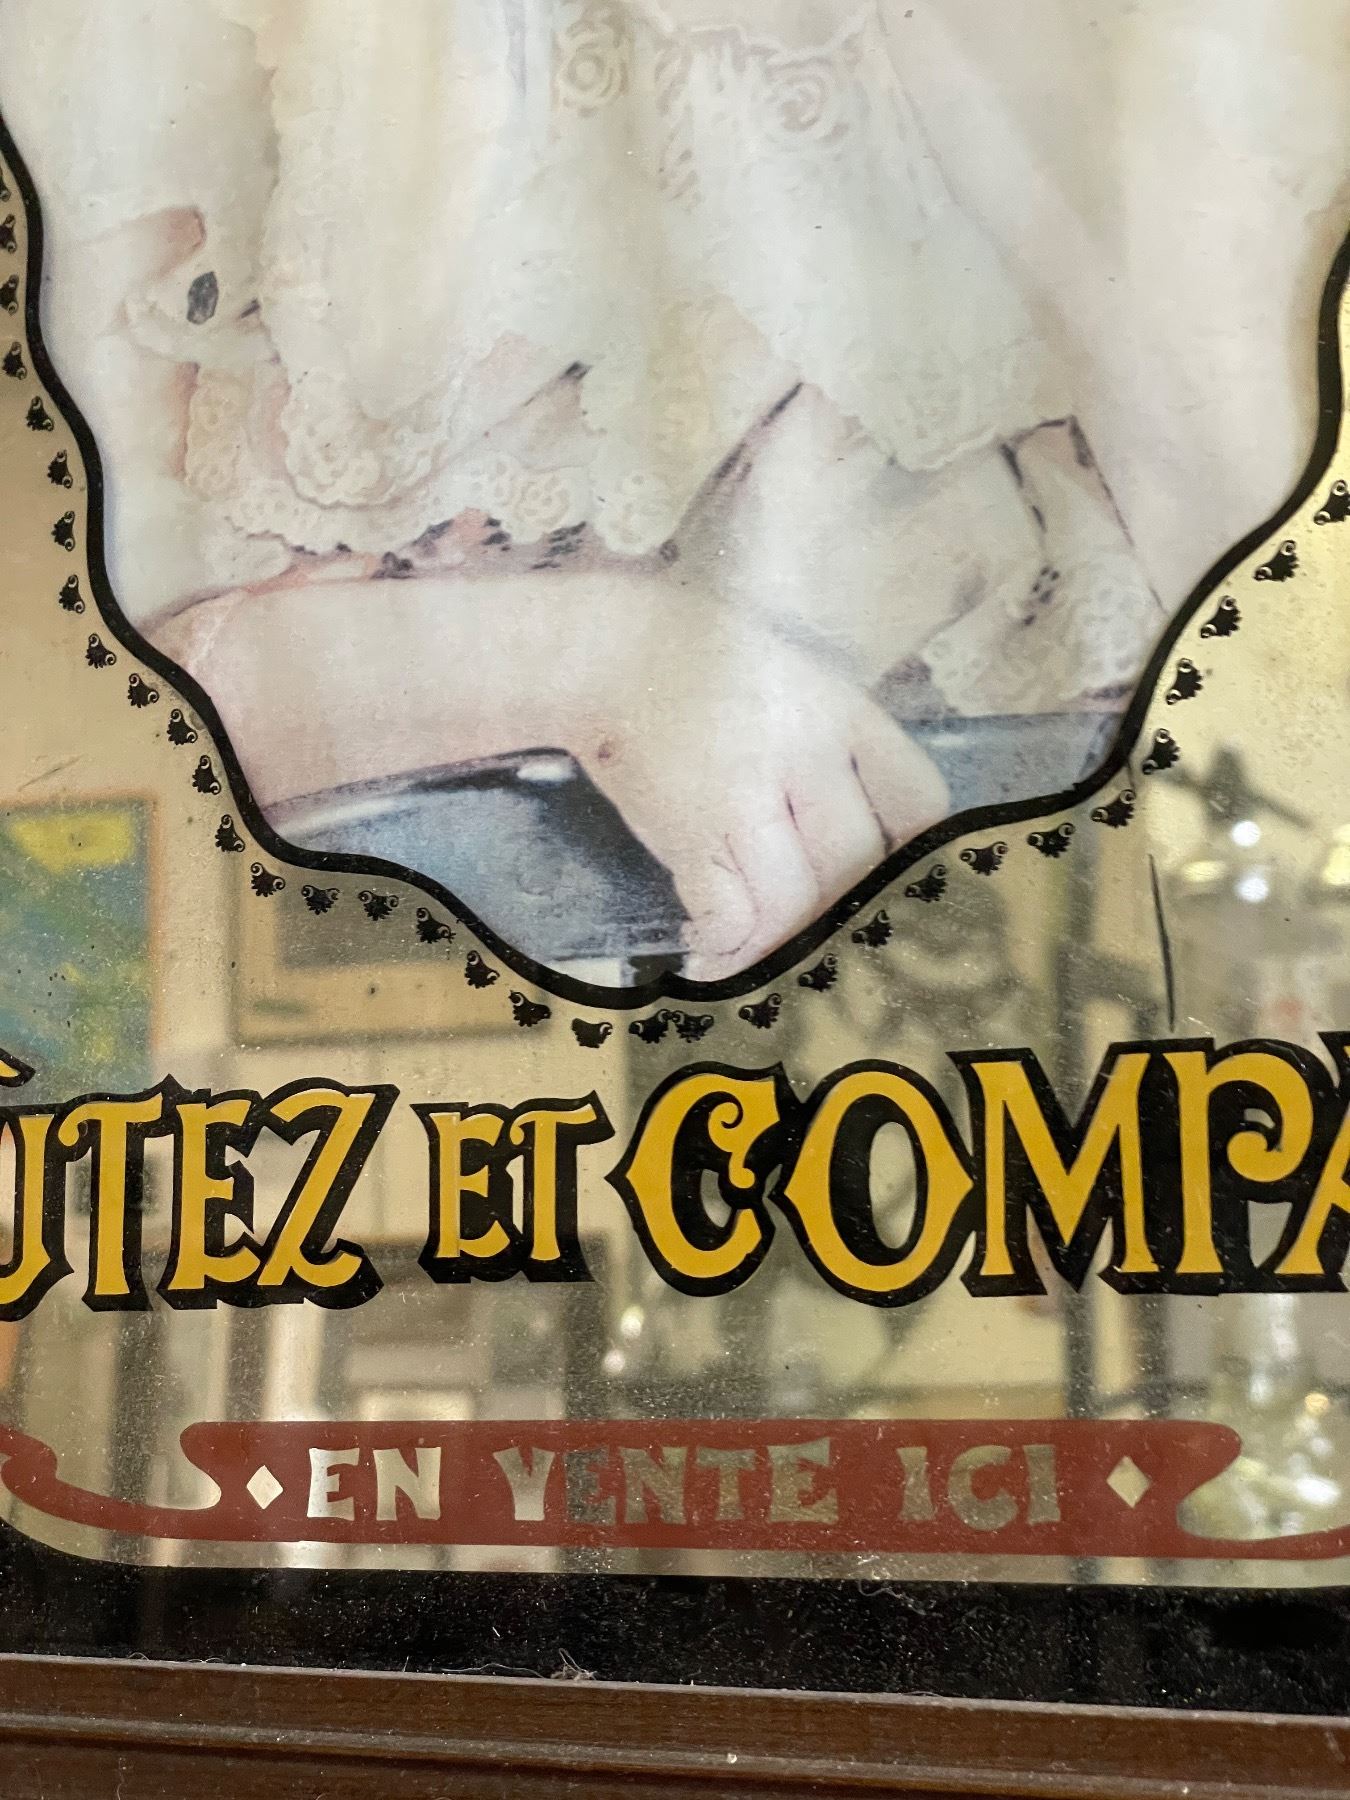 ÛTEZ ET COMPA
EN VENTE ICI